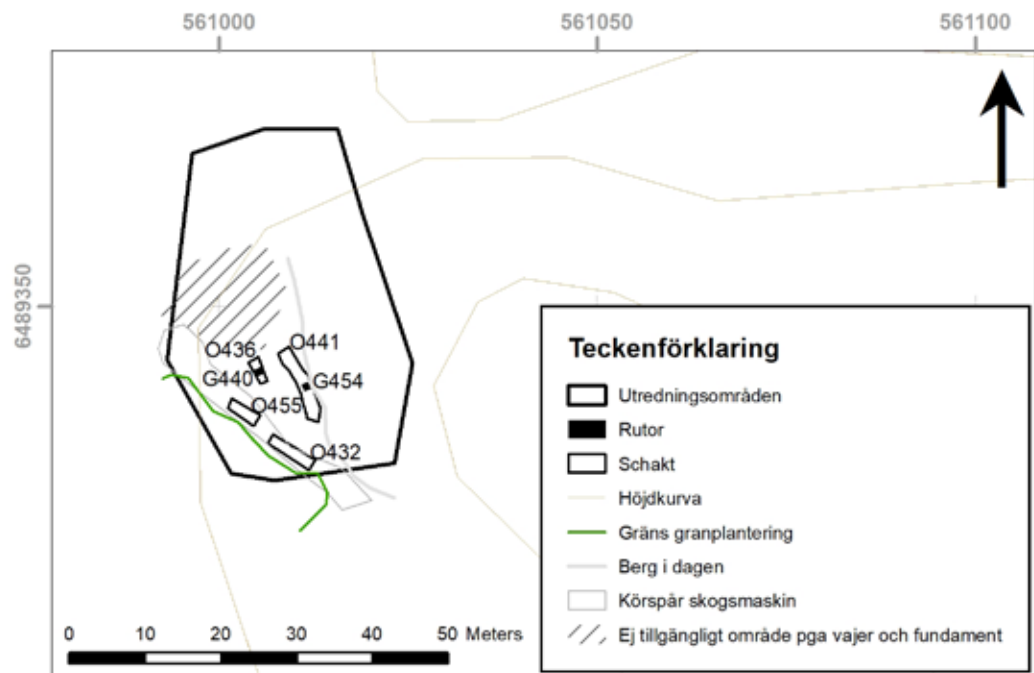 561000 561050 561100
6489350
O436 O441
G440 G454
O455
O432
Teckenförklaring
Utredningsområden
Rutor
Schakt
Höjdkurva
Gräns granplantering
Berg i dagen
Körspår skogsmaskin
Ej tillgängligt område pga vajer och fundament
0 10 20 30 40 50 Meters